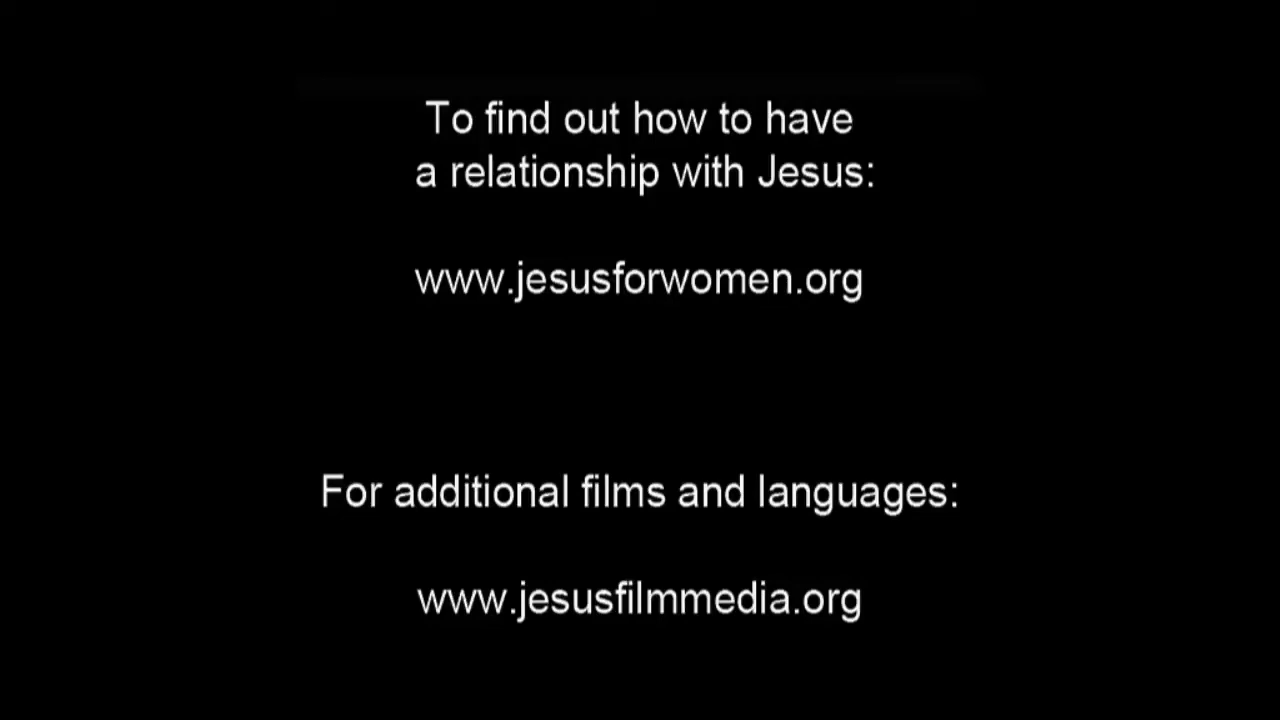 To find out how to have
a relationship with Jesus:
www.jesusforwomen.org
For additional films and languages:
www.jesusfilmmedia.org